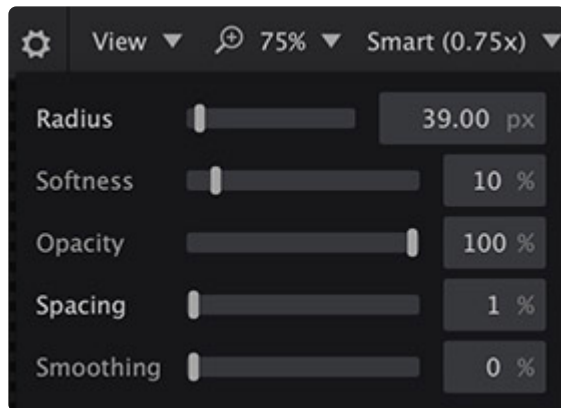 View 75% Smart (0.75x)
Radius 39.00 px
Softness 10 %
Opacity 100 %
Spacing 1 %
Smoothing 0 %